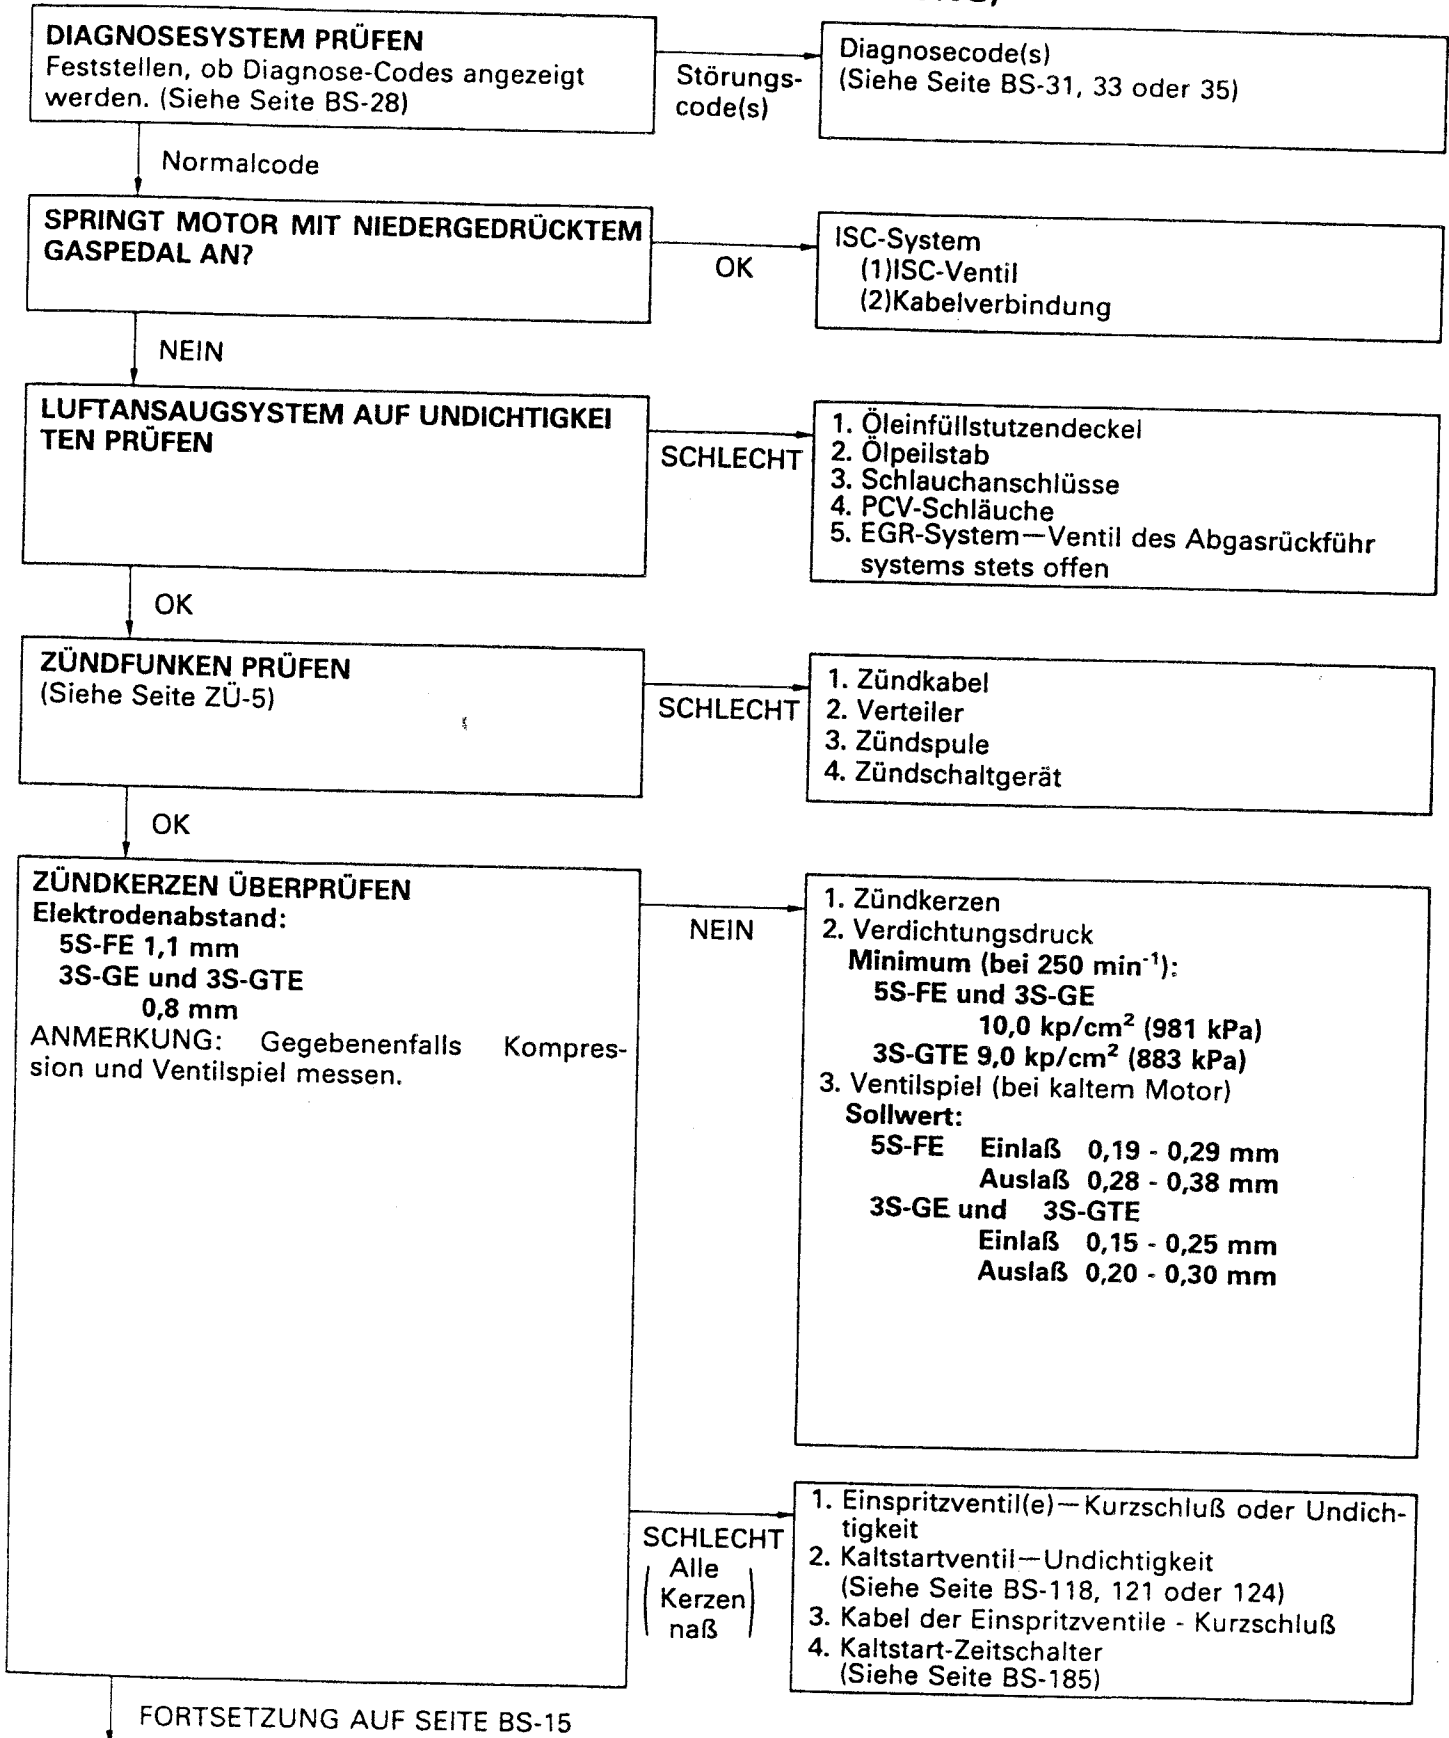 DIAGNOSESYSTEM PRÜFEN
Feststellen, ob Diagnose-Codes angezeigt
werden. (Siehe Seite BS-28)
Störungs-
code(s)
Diagnosecode(s)
(Siehe Seite BS-31, 33 oder 35)
Normalcode
SPRINGT MOTOR MIT NIEDERGEDRÜCKTEM
GASPEDAL AN?
OK
ISC-System
(1)ISC-Ventil
(2)Kabelverbindung
NEIN
LUFTANSAUGSYSTEM AUF UNDICHTIGKEI
TEN PRÜFEN
SCHLECHT
1. Öleinfüllstutzendeckel
2. Ölpeilstab
3. Schlauchanschlüsse
4. PCV-Schläuche
5. EGR-System—Ventil des Abgasrückführ
systems stets offen
OK
ZÜNDFUNKEN PRÜFEN
(Siehe Seite ZÜ-5)
SCHLECHT
1. Zündkabel
2. Verteiler
3. Zündspule
4. Zündschaltgerät
OK
ZÜNDKERZEN ÜBERPRÜFEN
Elektrodenabstand:
5S-FE 1,1 mm
3S-GE und 3S-GTE
0,8 mm
ANMERKUNG: Gegebenenfalls Kompres-
sion und Ventilspiel messen.
NEIN
1. Zündkerzen
2. Verdichtungsdruck
Minimum (bei 250 min⁻¹):
5S-FE und 3S-GE
10,0 kp/cm² (981 kPa)
3S-GTE 9,0 kp/cm² (883 kPa)
3. Ventilspiel (bei kaltem Motor)
Sollwert:
5S-FE Einlaß 0,19 - 0,29 mm
Auslaß 0,28 - 0,38 mm
3S-GE und 3S-GTE
Einlaß 0,15 - 0,25 mm
Auslaß 0,20 - 0,30 mm
SCHLECHT
(Alle
Kerzen
naß)
1. Einspritzventil(e)—Kurzschluß oder Undich-
tigkeit
2. Kaltstartventil—Undichtigkeit
(Siehe Seite BS-118, 121 oder 124)
3. Kabel der Einspritzventile - Kurzschluß
4. Kaltstart-Zeitschalter
(Siehe Seite BS-185)
FORTSETZUNG AUF SEITE BS-15